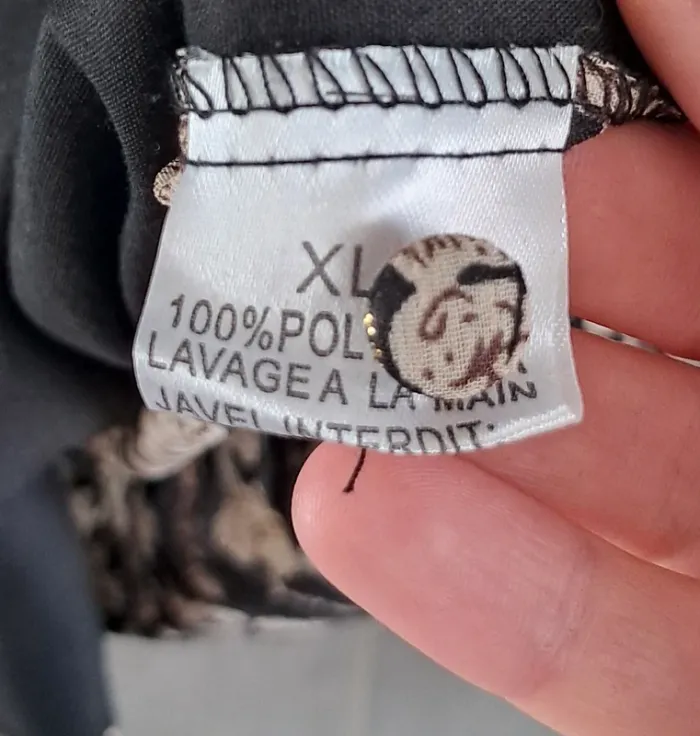 XL
100%POL
LAVAGE A LA MAIN
JAVEL INTERDIT: